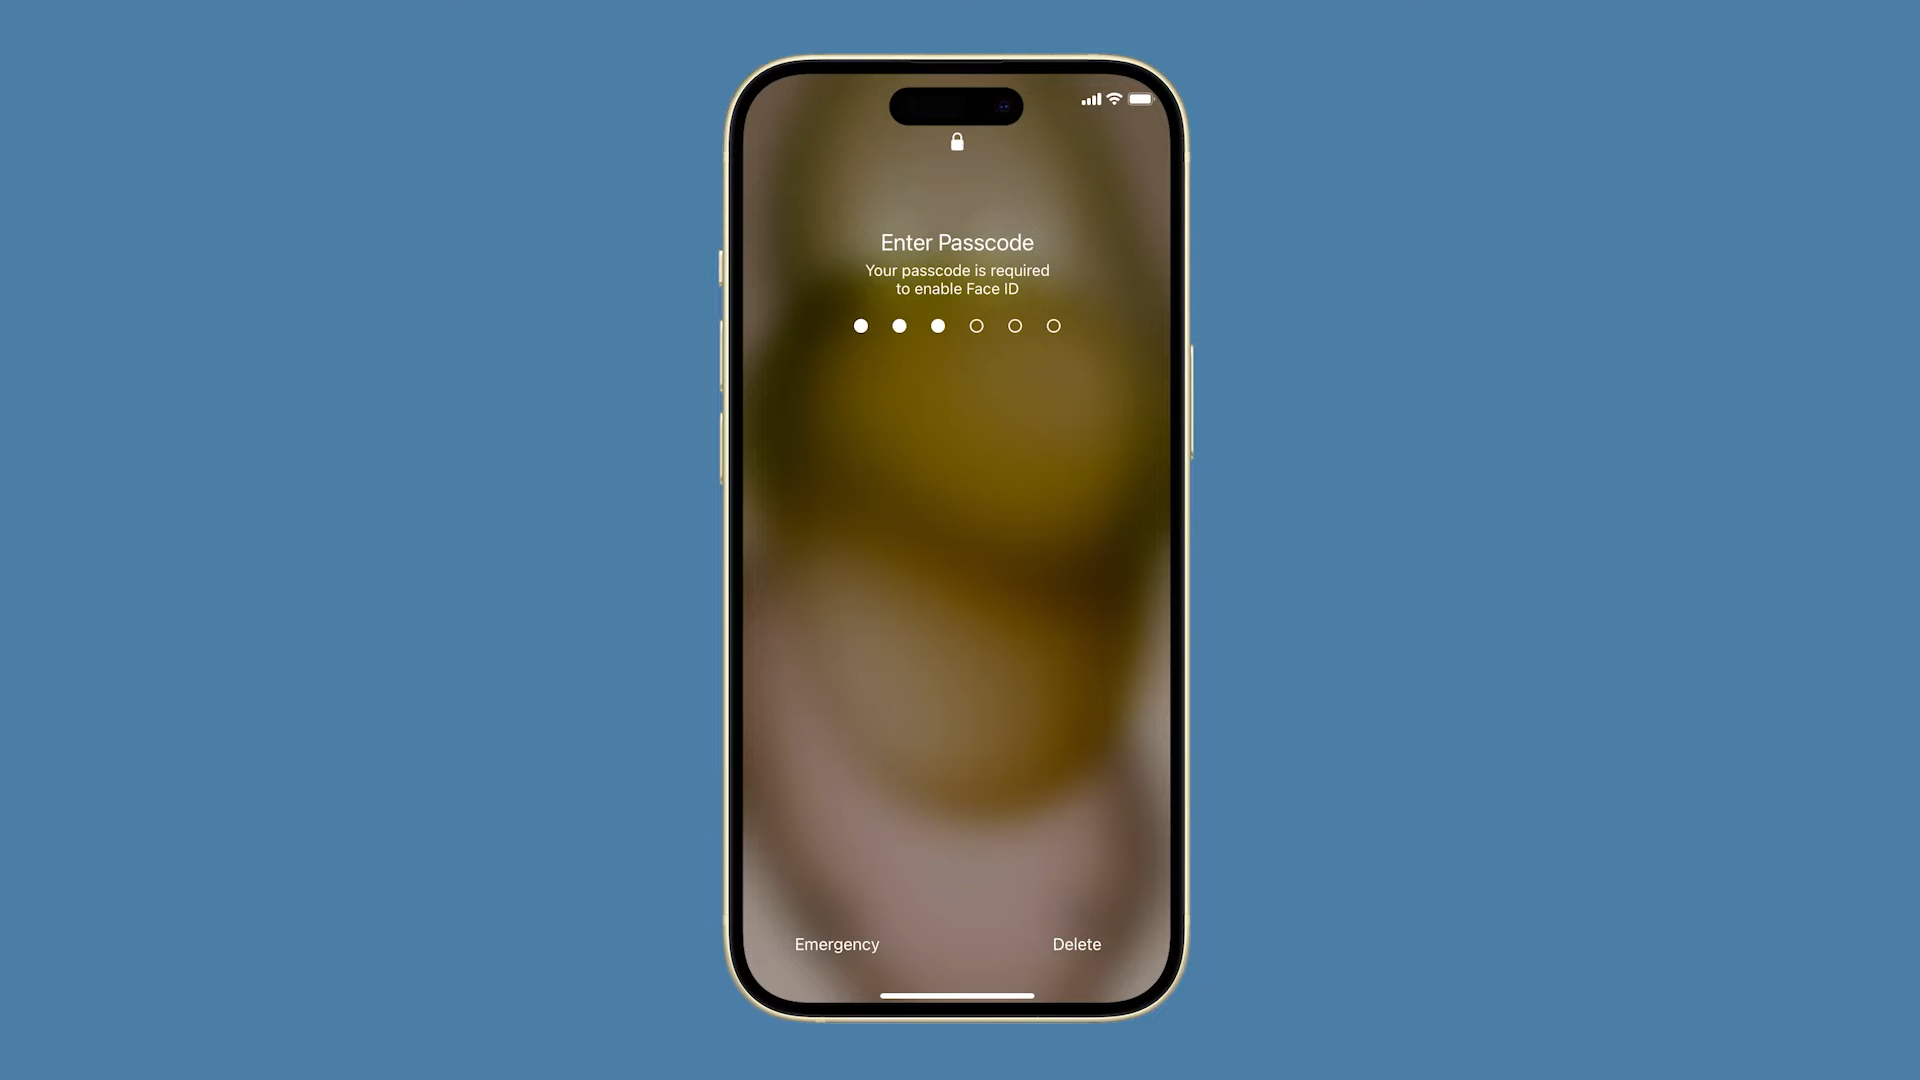 Enter Passcode
Your passcode is required
to enable Face ID
Emergency
Delete